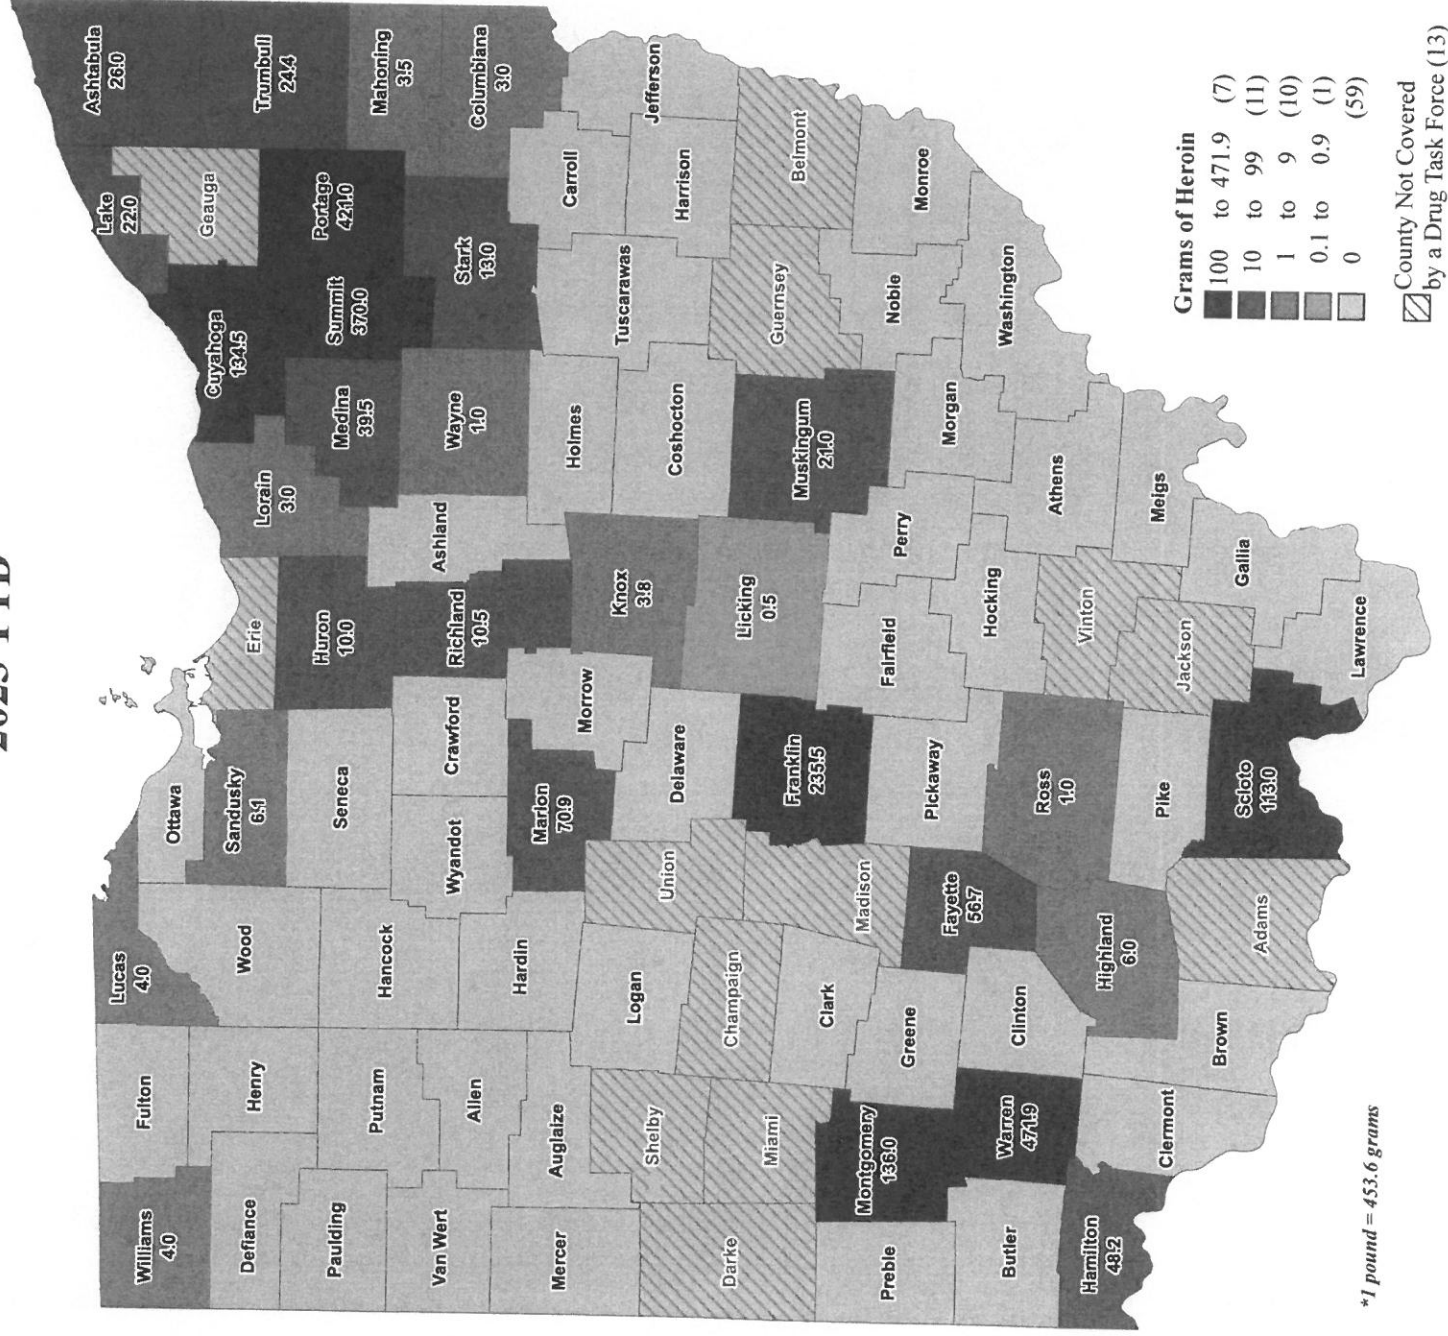 Williams
4.0
Fulton
Lucas
4.0
Ottawa
Lake
22.0
Ashtabula
26.0
Defiance
Henry
Wood
Sandusky
6.1
Erie
Lorain
3.0
Cuyahoga
134.5
Geauga
Trumbull
24.4
Paulding
Putnam
Hancock
Seneca
Huron
10.0
Medina
39.5
Summit
370.0
Portage
421.0
Mahoning
3.5
Van Wert
Allen
Wyandot
Crawford
Richland
10.5
Ashland
Wayne
1.0
Stark
13.0
Columbiana
3.0
Mercer
Auglaize
Hardin
Marion
70.9
Morrow
Knox
3.8
Holmes
Tuscarawas
Carroll
Jefferson
Darke
Shelby
Logan
Union
Delaware
Licking
0.5
Coshocton
Harrison
Miami
Champaign
Madison
Franklin
235.5
Muskingum
21.0
Guernsey
Belmont
Preble
Montgomery
136.0
Clark
Greene
Fayette
56.7
Pickaway
Fairfield
Perry
Morgan
Noble
Monroe
Butler
Warren
471.9
Clinton
Ross
1.0
Hocking
Athens
Washington
Hamilton
48.2
Clermont
Brown
Highland
6.0
Pike
Vinton
Meigs
Adams
Scioto
113.0
Jackson
Gallia
Lawrence
Grams of Heroin
100 to 471.9 (7)
10 to 99 (11)
1 to 9 (10)
0.1 to 0.9 (1)
0 (59)
County Not Covered
by a Drug Task Force (13)
*1 pound = 453.6 grams